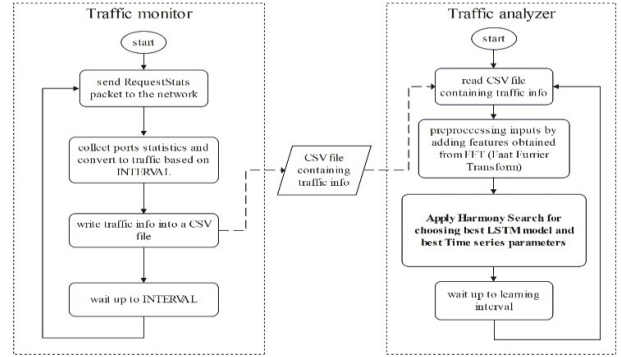 Traffic monitor
start
send RequestStats
packet to the network
collect ports statistics and
convert to traffic based on
INTERVAL
write traffic info into a CSV
file
wait up to INTERVAL
CSV file
containing
traffic info
Traffic analyzer
start
read CSV file
containing traffic info
preproccessing inputs by
adding features obtained
from FFT (Faat Furrier
Transform)
Apply Harmony Search for
choosing best LSTM model and
best Time series parameters
wait up to learning
interval